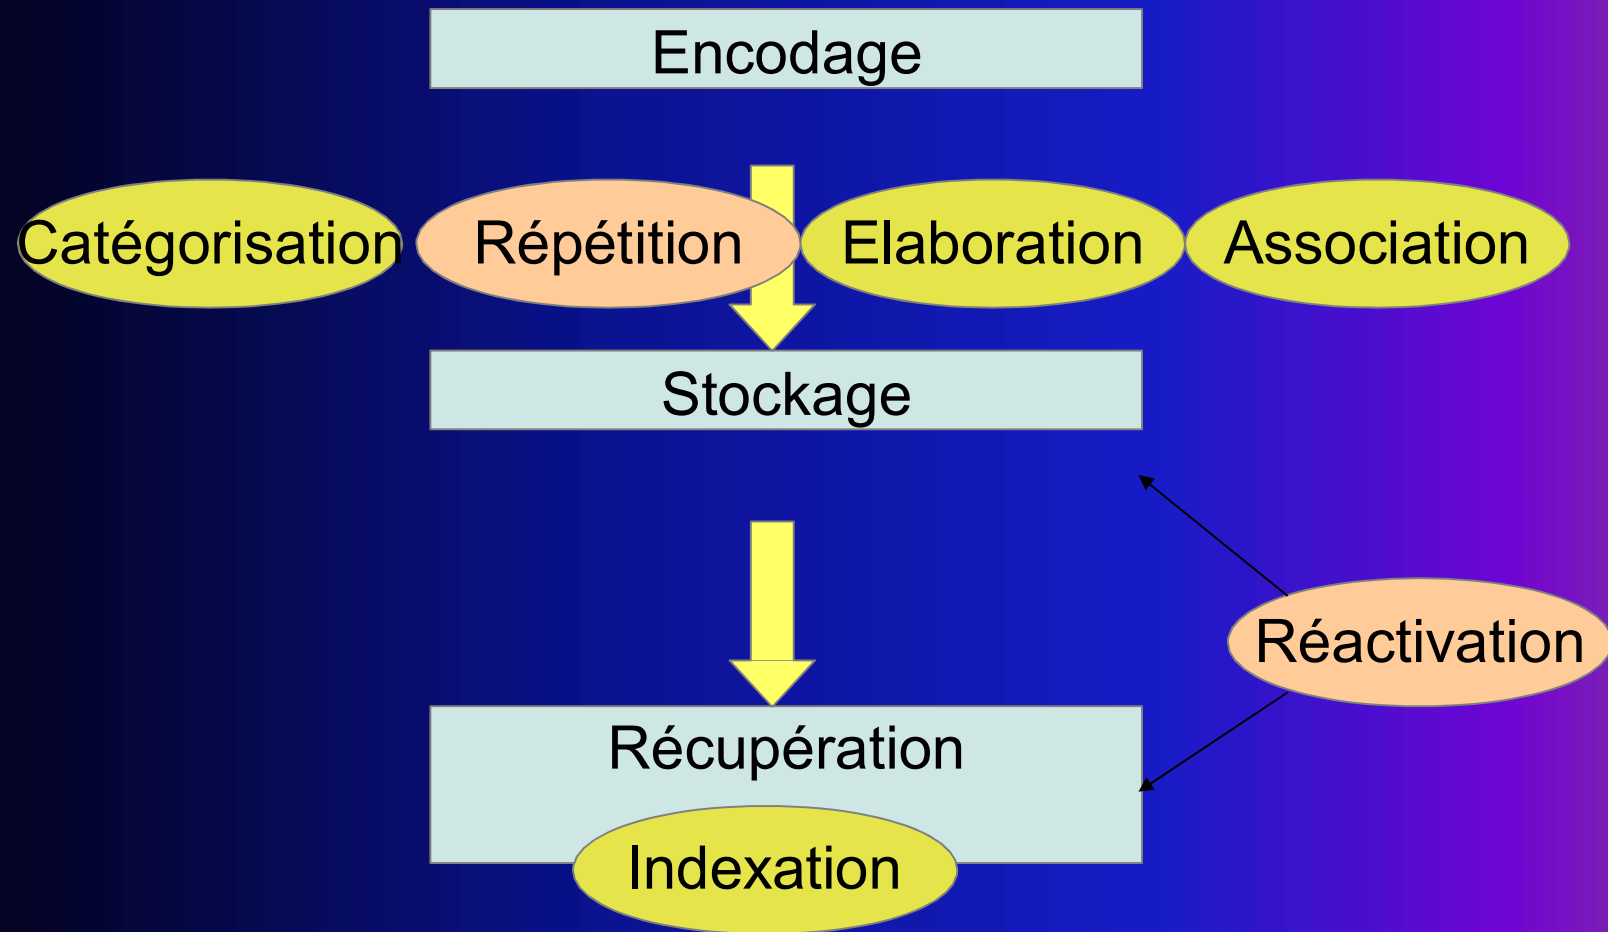 Encodage
Catégorisation
Répétition
Elaboration
Association
Stockage
Réactivation
Récupération
Indexation